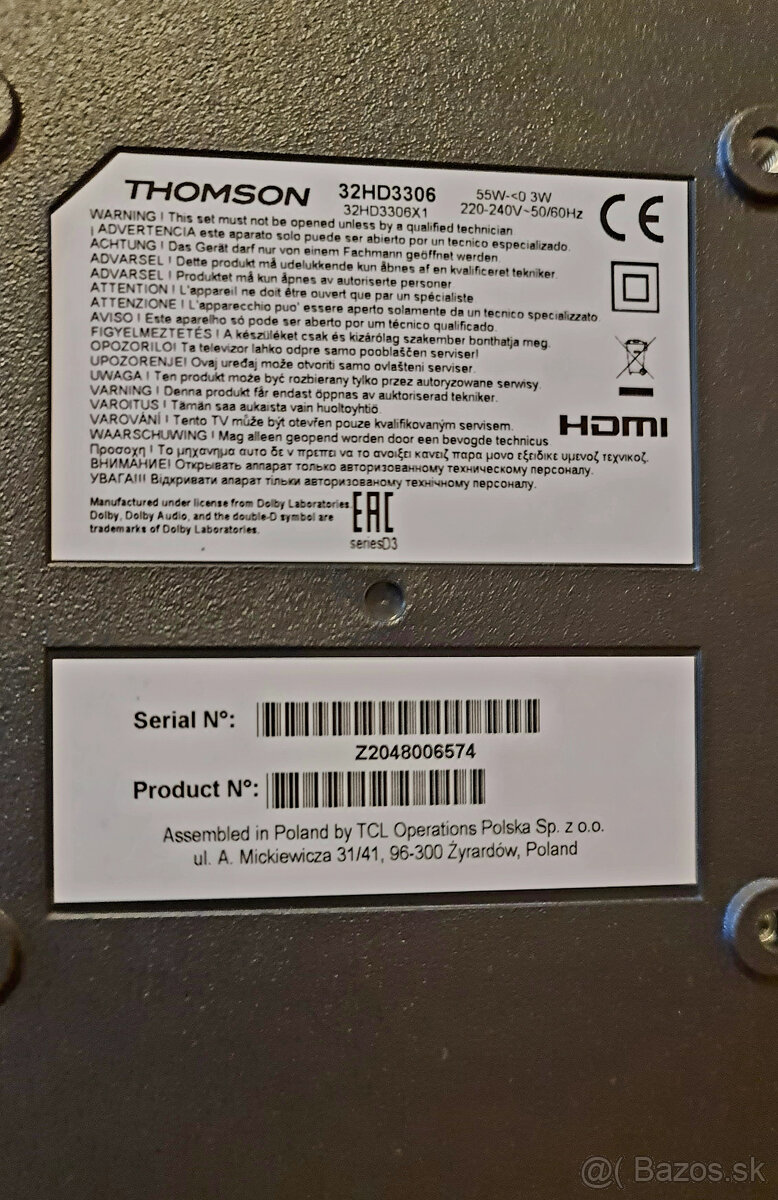 THOMSON 32HD3306 55W-<0 3W
32HD3306X1 220-240V~50/60Hz
WARNING ! This set must not be opened unless by a qualified technician
¡ ADVERTENCIA este aparato solo puede ser abierto por un tecnico especializado.
ACHTUNG ! Das Gerät darf nur von einem Fachmann geöffnet werden
ADVARSEL ! Dette produkt må udelukkende kun åbnes af en kvalificeret tekniker.
ADVARSEL ! Produktet må kun åpnes av autoriserte personer
ATTENTION ! L'appareil ne doit être ouvert que par un spécialiste
ATTENZIONE ! L'apparecchio puo' essere aperto solamente da un tecnico specializzato.
AVISO ! Este aparelho só pode ser aberto por um técnico qualificado.
FIGYELMEZTETÉS ! A készüléket csak és kizárólag szakember bonthatja meg.
OPOZORILO! Ta televizor lahko odpre samo pooblaščen serviser!
UPOZORENJE! Ovaj uređaj može otvoriti samo ovlašteni serviser.
UWAGA ! Ten produkt może być rozbierany tylko przez autoryzowane serwisy.
VARNING ! Denna produkt får endast öppnas av auktoriserad tekniker.
VAROITUS ! Tämän saa aukaista vain huoltoyhtiö.
VAROVÁNÍ ! Tento TV může být otevřen pouze kvalifikovaným servisem.
WAARSCHUWING ! Mag alleen geopend worden door een bevogde technicus
HDMI
Προσοχη ! Το μηχανημα αυτο δε ν πρεπει να το ανοιξει κανειζ παρα μονο εξειδικε υμενοζ τεχνικοζ.
ВНИМАНИЕ! Открывать аппарат только авторизованному техническому персоналу.
УВАГА!!! Відкривати апарат тільки авторизованому технічному персоналу.
Manufactured under license from Dolby Laboratories.
Dolby, Dolby Audio, and the double-D symbol are
trademarks of Dolby Laboratories.
EAC
seriesD3
Serial N°:
Z2048006574
Product N°:
Assembled in Poland by TCL Operations Polska Sp. z o.o.
ul. A. Mickiewicza 31/41, 96-300 Żyrardów, Poland
@( Bazos.sk